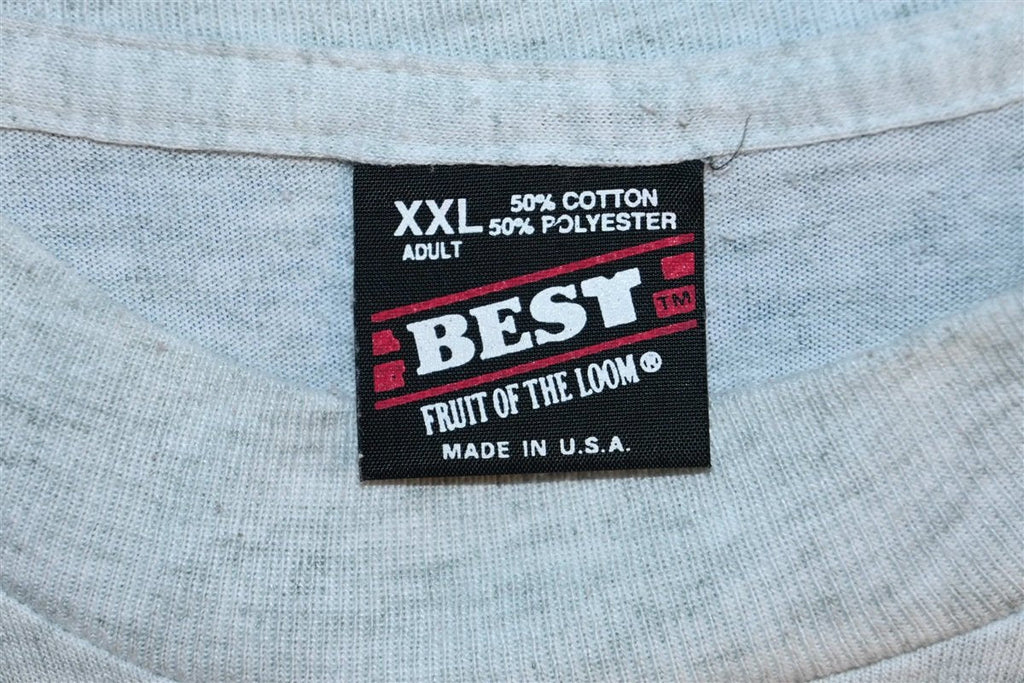 XXL
ADULT
50% COTTON
50% POLYESTER
BEST TM
FRUIT OF THE LOOM®
MADE IN U.S.A.